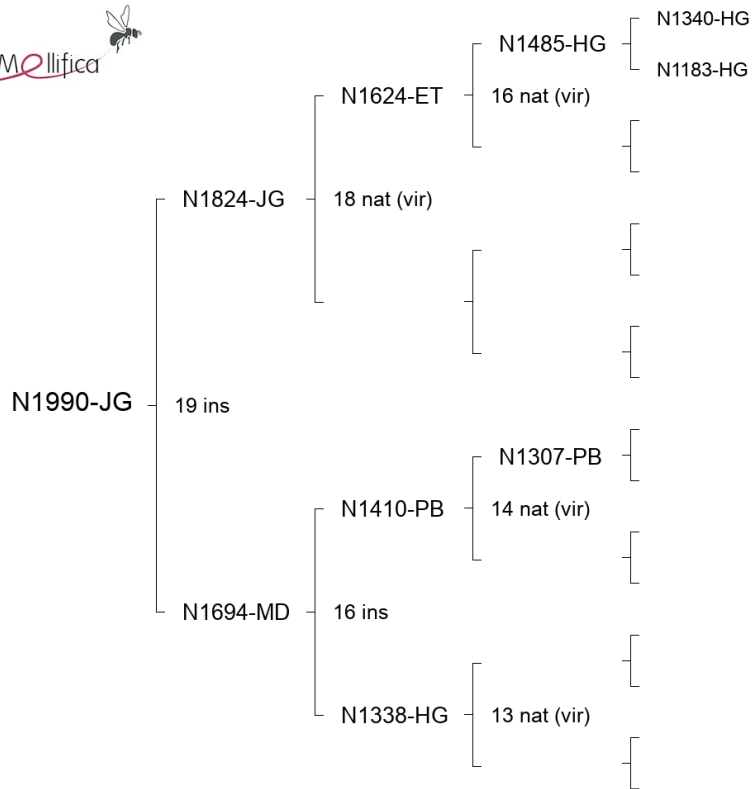 N1340-HG
Mellifica
N1485-HG
N1183-HG
N1624-ET
16 nat (vir)
N1824-JG
18 nat (vir)
N1990-JG
19 ins
N1307-PB
N1410-PB
14 nat (vir)
N1694-MD
16 ins
N1338-HG
13 nat (vir)